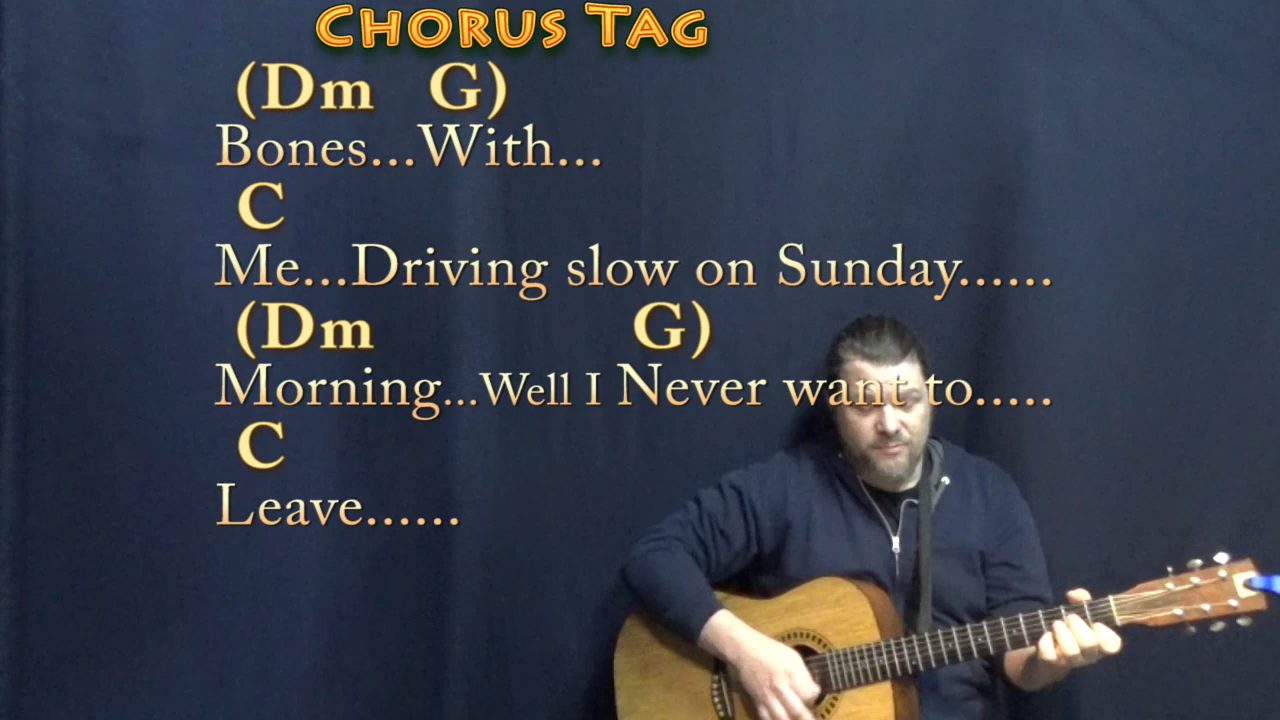 Chorus Tag
(Dm G)
Bones...With...
C
Me...Driving slow on Sunday......
(Dm G)
Morning...Well I Never want to.....
C
Leave......